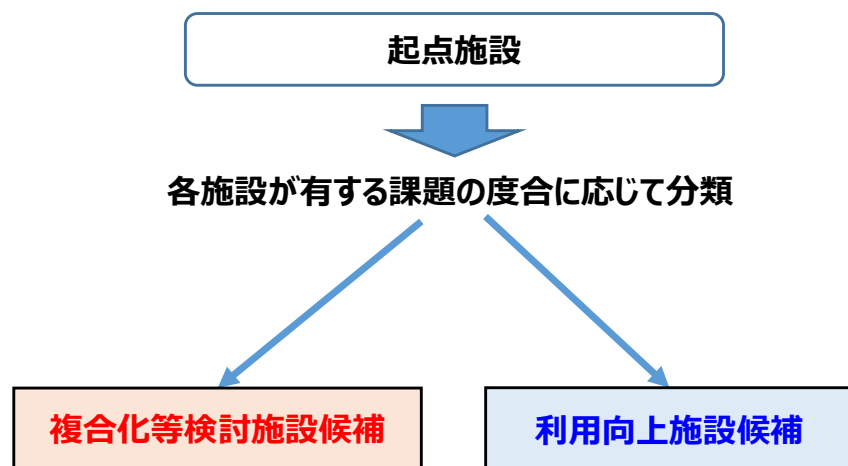 起点施設
各施設が有する課題の度合に応じて分類
複合化等検討施設候補
利用向上施設候補